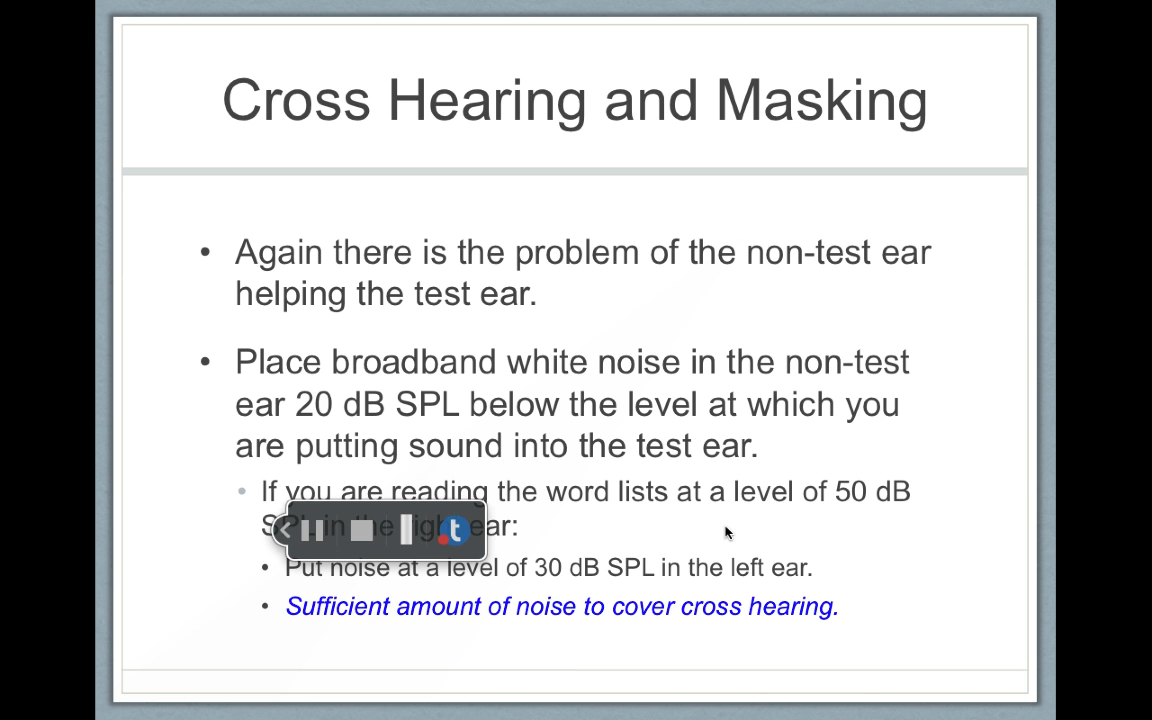 Cross Hearing and Masking
• Again there is the problem of the non-test ear
helping the test ear.
• Place broadband white noise in the non-test
ear 20 dB SPL below the level at which you
are putting sound into the test ear.
• If you are reading the word lists at a level of 50 dB
SPL in the right ear:
• Put noise at a level of 30 dB SPL in the left ear.
• Sufficient amount of noise to cover cross hearing.
t